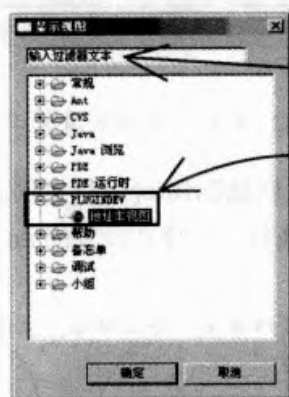 显示视图
输入过滤器文本
常规
Ant
CVS
Java
Java 浏览
PDE
PDE 运行时
PLUGINDEV
地址本视图
帮助
备忘单
调试
小组
确定
取消